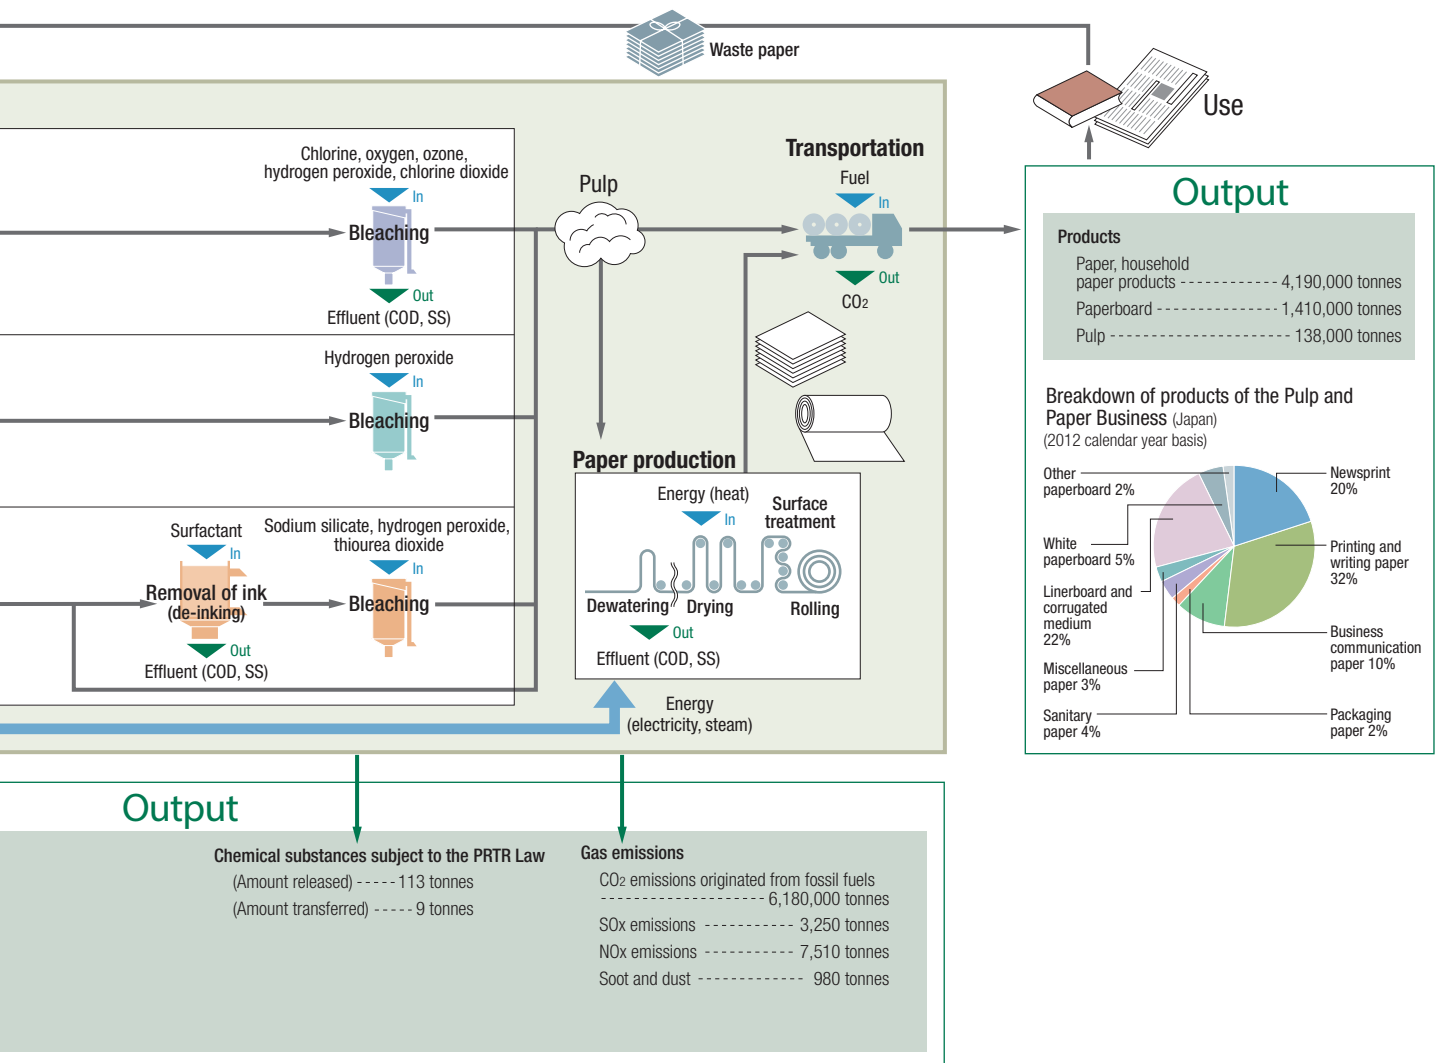 Waste paper
Use
Chlorine, oxygen, ozone,
hydrogen peroxide, chlorine dioxide
In
Bleaching
Out
Effluent (COD, SS)
Hydrogen peroxide
In
Bleaching
Surfactant
In
Removal of ink
(de-inking)
Out
Effluent (COD, SS)
Sodium silicate, hydrogen peroxide,
thiourea dioxide
In
Bleaching
Pulp
Transportation
Fuel
In
Out
CO2
Paper production
Energy (heat)
In
Surface
treatment
Dewatering
Drying
Rolling
Out
Effluent (COD, SS)
Energy
(electricity, steam)
Output
Products
Paper, household
paper products ------------ 4,190,000 tonnes
Paperboard --------------- 1,410,000 tonnes
Pulp ---------------------- 138,000 tonnes
Breakdown of products of the Pulp and
Paper Business (Japan)
(2012 calendar year basis)
Other
paperboard 2%
White
paperboard 5%
Linerboard and
corrugated
medium
22%
Miscellaneous
paper 3%
Sanitary
paper 4%
Newsprint
20%
Printing and
writing paper
32%
Business
communication
paper 10%
Packaging
paper 2%
Output
Chemical substances subject to the PRTR Law
(Amount released) ----- 113 tonnes
(Amount transferred) ----- 9 tonnes
Gas emissions
CO2 emissions originated from fossil fuels
-------------------- 6,180,000 tonnes
SOx emissions ----------- 3,250 tonnes
NOx emissions ----------- 7,510 tonnes
Soot and dust ------------- 980 tonnes